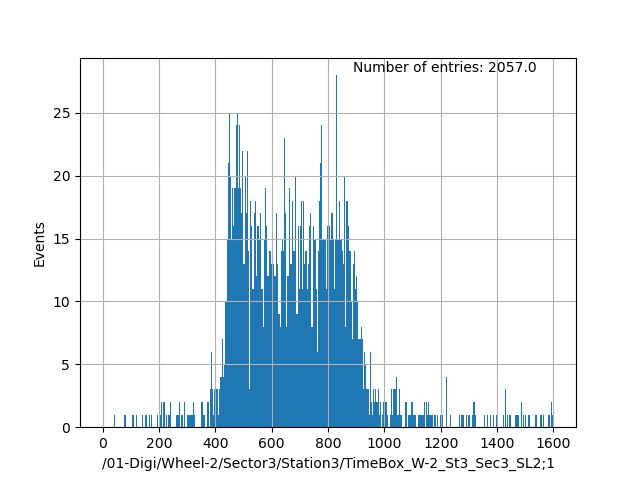 Number of entries: 2057.0
Events
25
20
15
10
5
0
0 200 400 600 800 1000 1200 1400 1600
/01-Digi/Wheel-2/Sector3/Station3/TimeBox_W-2_St3_Sec3_SL2;1